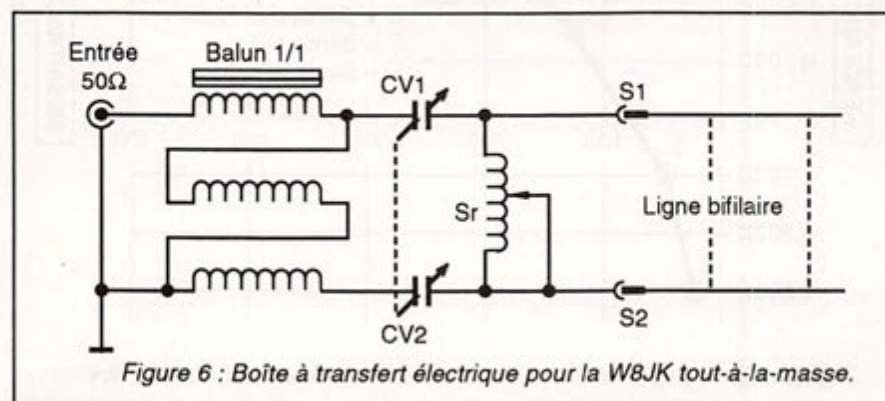 Entrée
50Ω
Balun 1/1
CV1
S1
Sr
Ligne bifilaire
CV2
S2
Figure 6 : Boîte à transfert électrique pour la W8JK tout-à-la-masse.